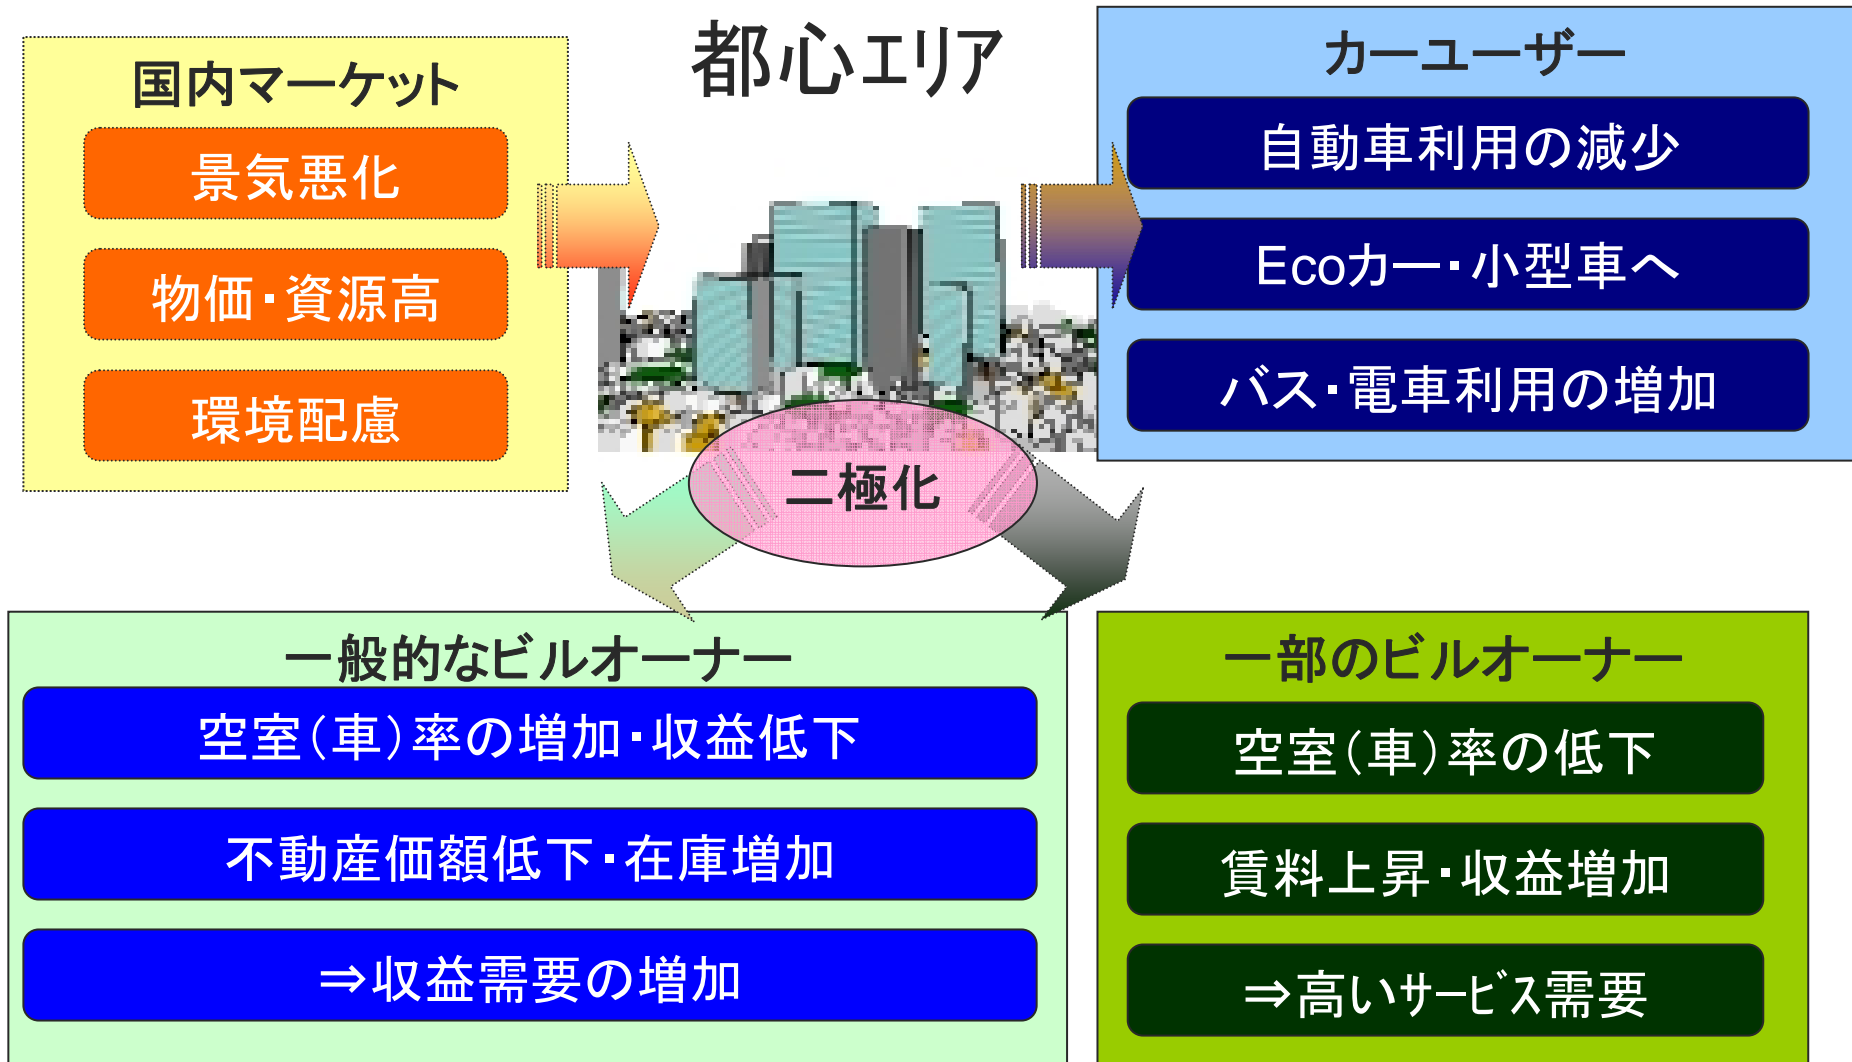 都心エリア
国内マーケット
景気悪化
物価・資源高
環境配慮
カーユーザー
自動車利用の減少
Ecoカー・小型車へ
バス・電車利用の増加
二極化
一般的なビルオーナー
空室（車）率の増加・収益低下
不動産価額低下・在庫増加
⇒収益需要の増加
一部のビルオーナー
空室（車）率の低下
賃料上昇・収益増加
⇒高いサービス需要